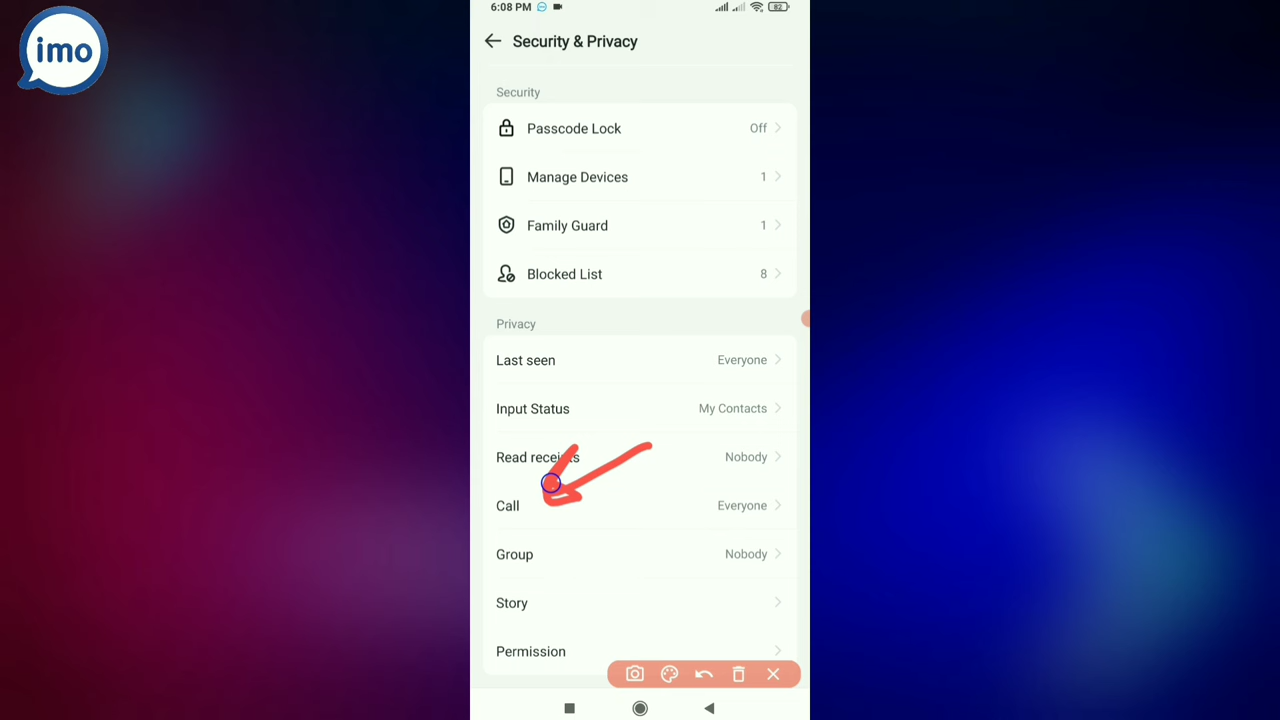 imo
6:08 PM 82
Security & Privacy
Security
Passcode Lock Off
Manage Devices 1
Family Guard 1
Blocked List 8
Privacy
Last seen Everyone
Input Status My Contacts
Read receipts Nobody
Call Everyone
Group Nobody
Story
Permission